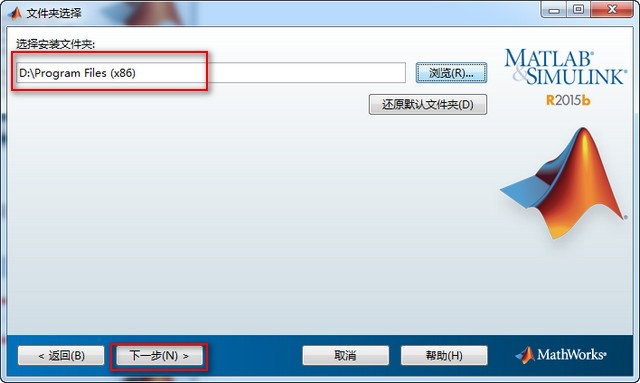 文件夹选择
选择安装文件夹:
D:\Program Files (x86)
浏览(R)...
还原默认文件夹(D)
MATLAB®
&SIMULINK®
R2015b
< 返回(B)
下一步(N) >
取消
帮助(H)
MathWorks®